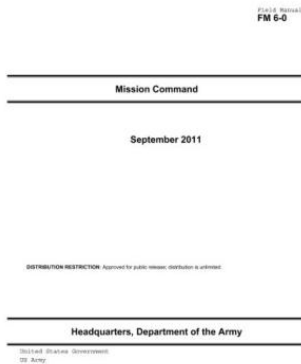 Field Manual
FM 6-0
Mission Command
September 2011
DISTRIBUTION RESTRICTION: Approved for public release; distribution is unlimited.
Headquarters, Department of the Army
United States Government
US Army